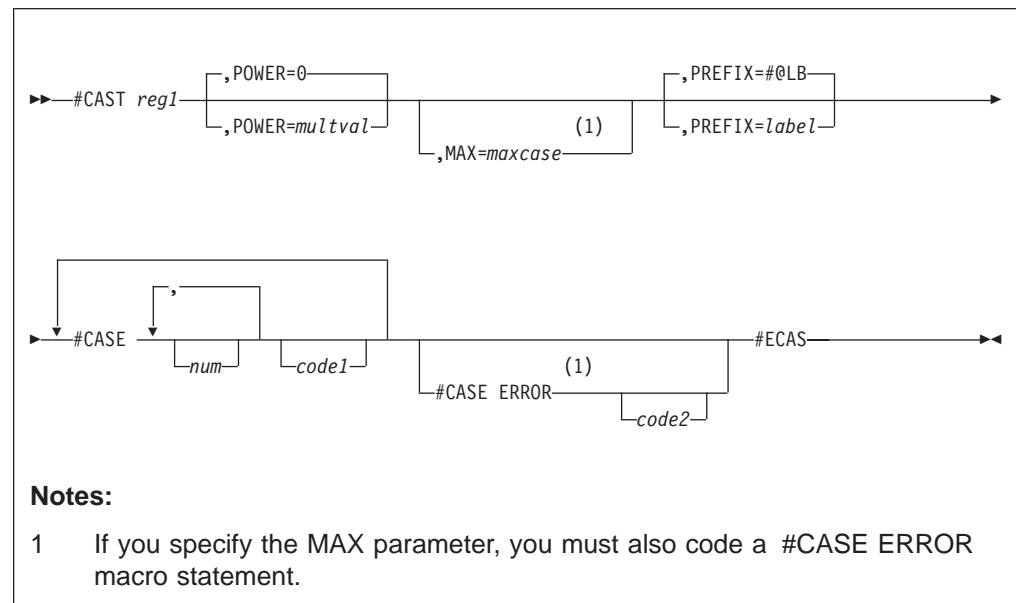 ,POWER=0 ,PREFIX=#@LB
#CAST reg1
,POWER=multval (1) ,PREFIX=label
,MAX=maxcase
,
#CASE #ECAS
num code1 (1)
#CASE ERROR
code2
Notes:
1 If you specify the MAX parameter, you must also code a #CASE ERROR
macro statement.